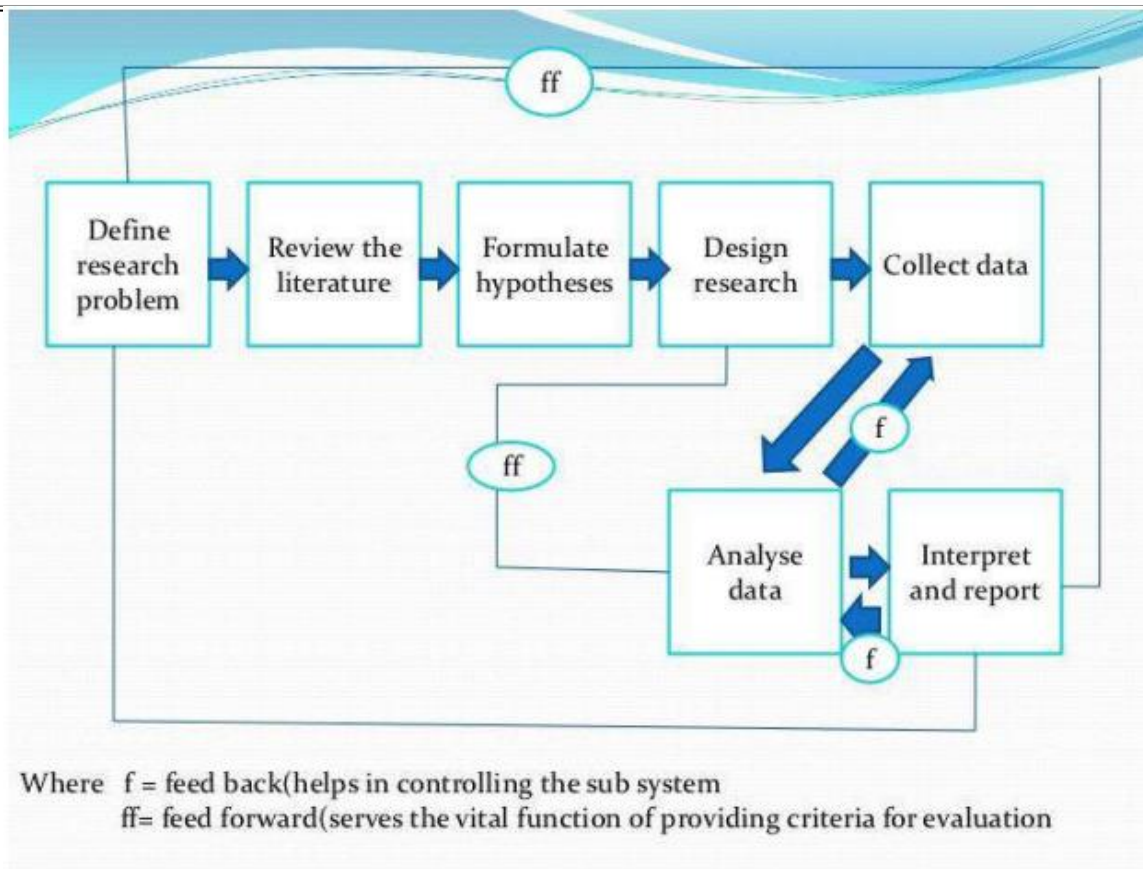 ff
Define
research
problem
Review the
literature
Formulate
hypotheses
Design
research
Collect data
f
ff
Analyse
data
Interpret
and report
f
Where f = feed back(helps in controlling the sub system
ff= feed forward(serves the vital function of providing criteria for evaluation